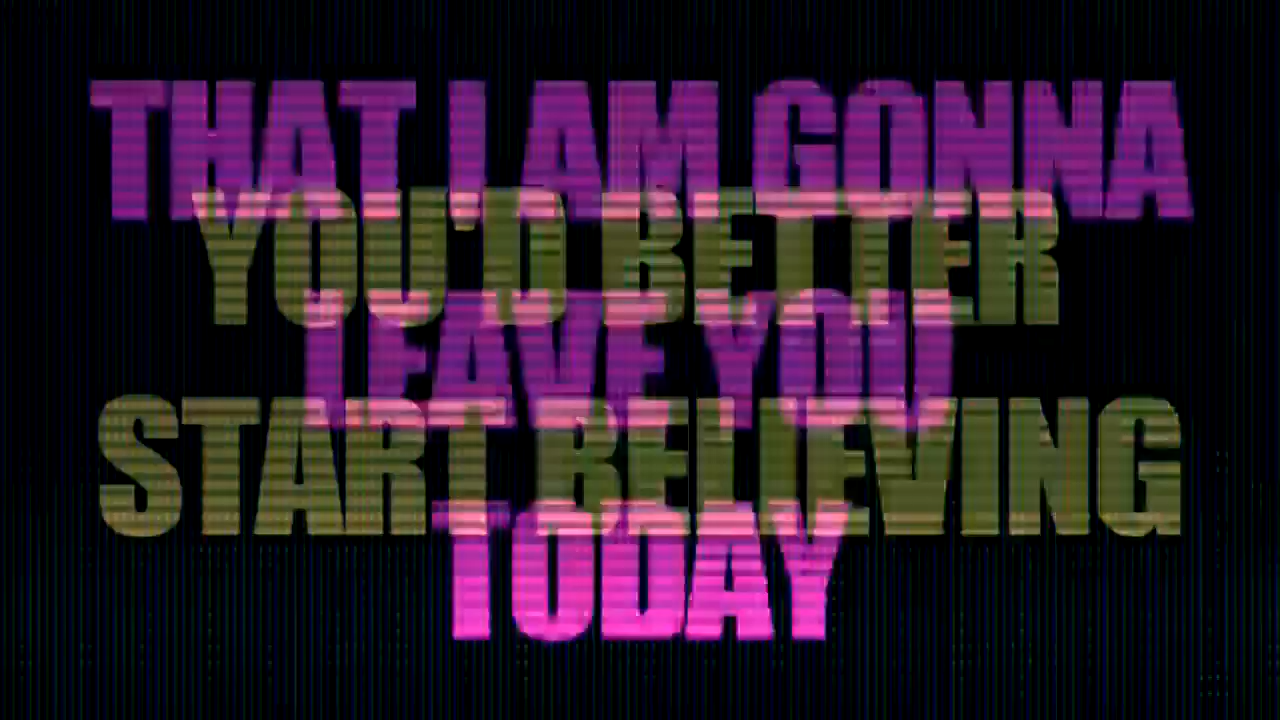 THAT I AM GONNA
YOU'D BETTER
LEAVE YOU
START BELIEVING
TODAY